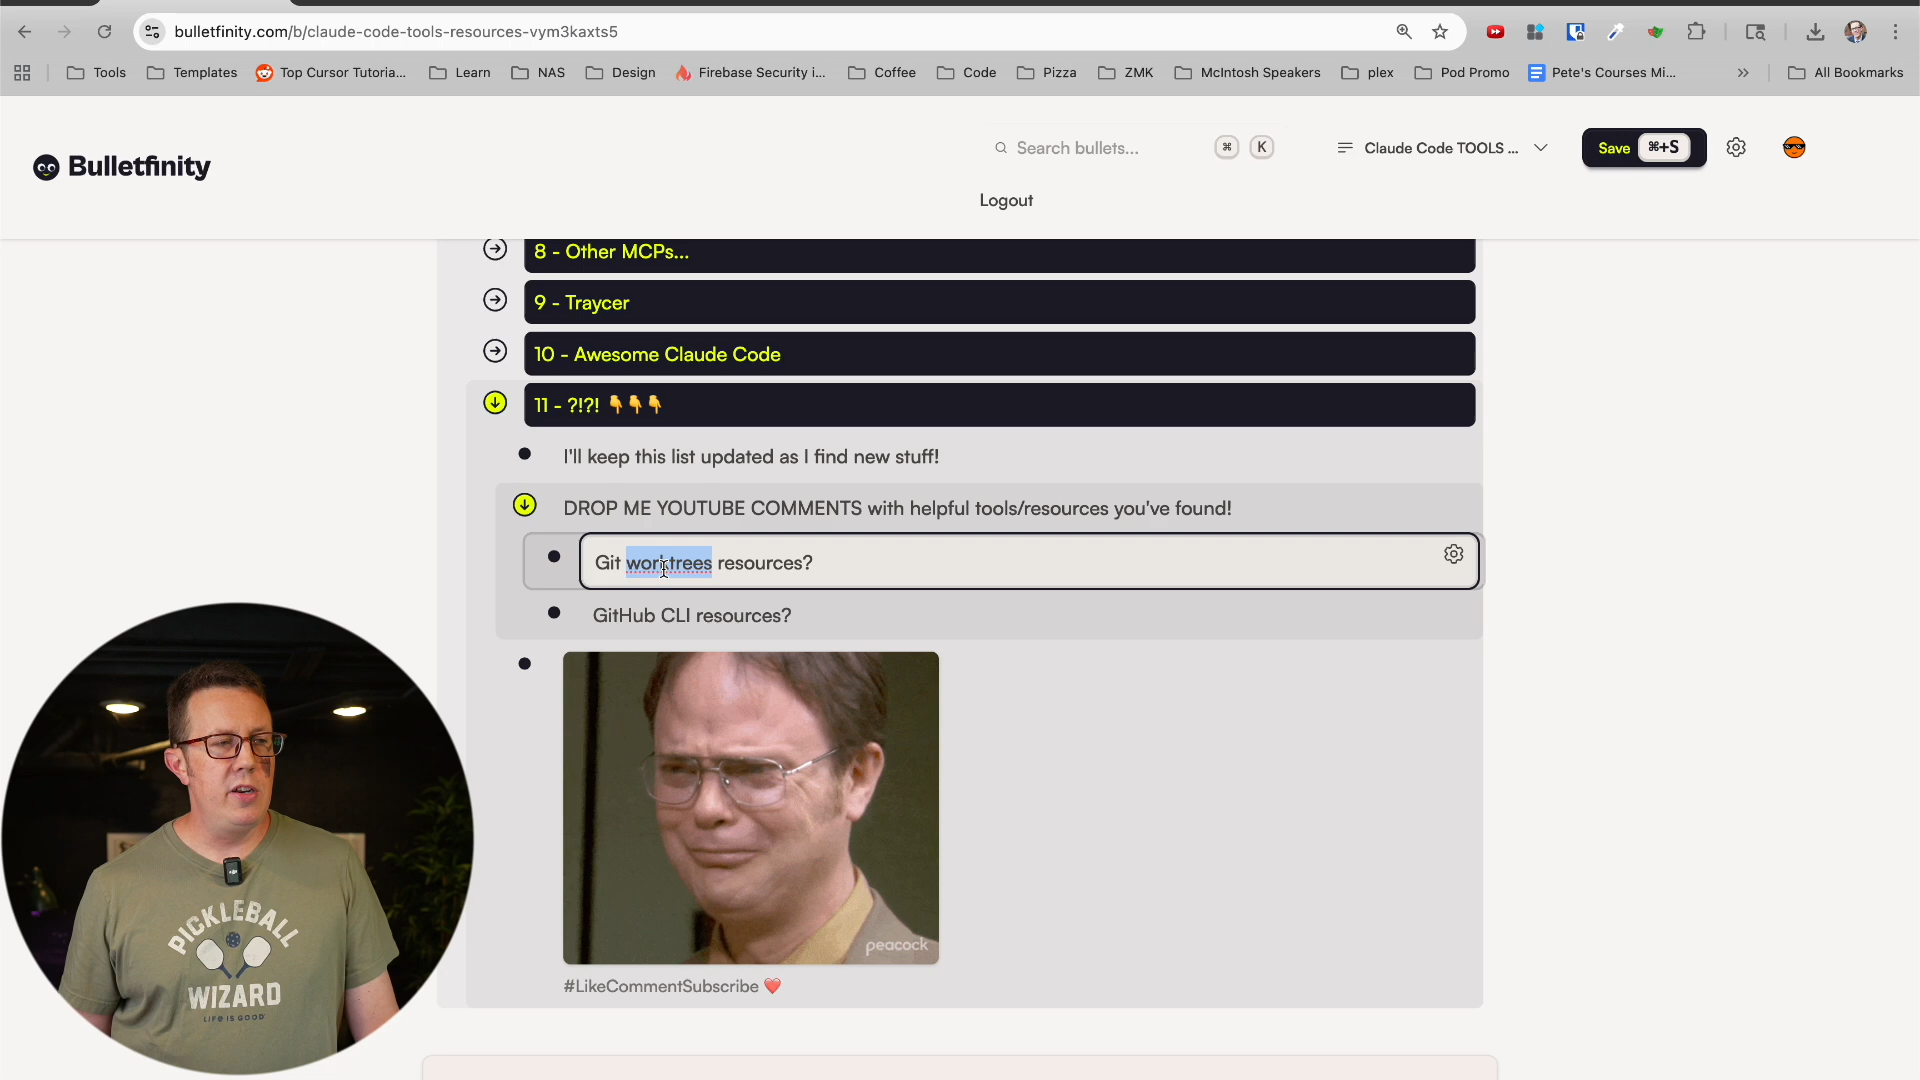 bulletfinity.com/b/claude-code-tools-resources-vym3kaxts5
Tools
Templates
Top Cursor Tutoria...
Learn
NAS
Design
Firebase Security i...
Coffee
Code
Pizza
ZMK
McIntosh Speakers
plex
Pod Promo
Pete's Courses Mi...
All Bookmarks
Bulletfinity
Search bullets...
⌘ K
Claude Code TOOLS ...
Save ⌘+S
Logout
8 - Other MCPs...
9 - Traycer
10 - Awesome Claude Code
11 - ?!?! 👇👇👇
I'll keep this list updated as I find new stuff!
DROP ME YOUTUBE COMMENTS with helpful tools/resources you've found!
Git worktrees resources?
GitHub CLI resources?
peacock
#LikeCommentSubscribe ❤️
PICKLEBALL
WIZARD
LIFE IS GOOD